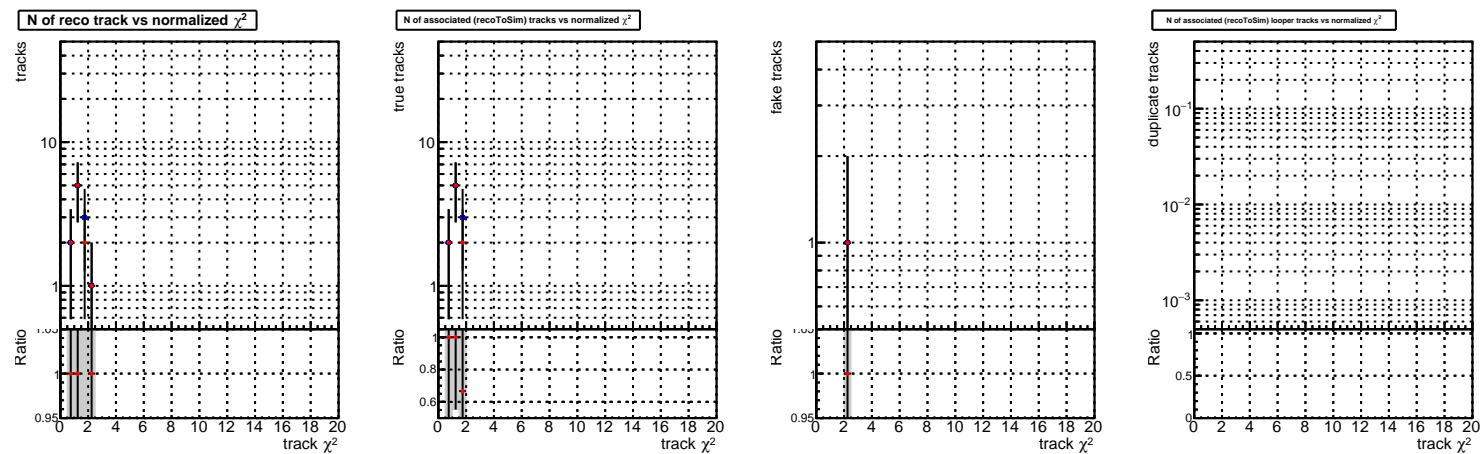 N of reco track vs normalized χ²
tracks
10
1
Ratio
1.05
1
0.95
0 2 4 6 8 10 12 14 16 18 20
track χ²
N of associated (recoToSim) tracks vs normalized χ²
true tracks
10
1
Ratio
1
0.8
0.6
0 2 4 6 8 10 12 14 16 18 20
track χ²
fake tracks
1
Ratio
1.05
1
0.95
0 2 4 6 8 10 12 14 16 18 20
track χ²
N of associated (recoToSim) looper tracks vs normalized χ²
duplicate tracks
10⁻¹
10⁻²
10⁻³
Ratio
1
0.5
0
0 2 4 6 8 10 12 14 16 18 20
track χ²